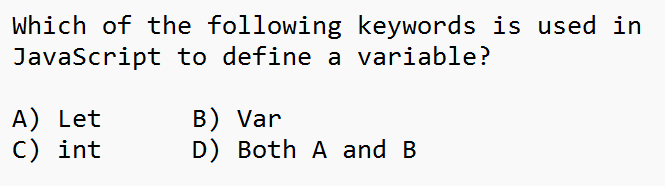 Which of the following keywords is used in
JavaScript to define a variable?
A) Let B) Var
C) int D) Both A and B